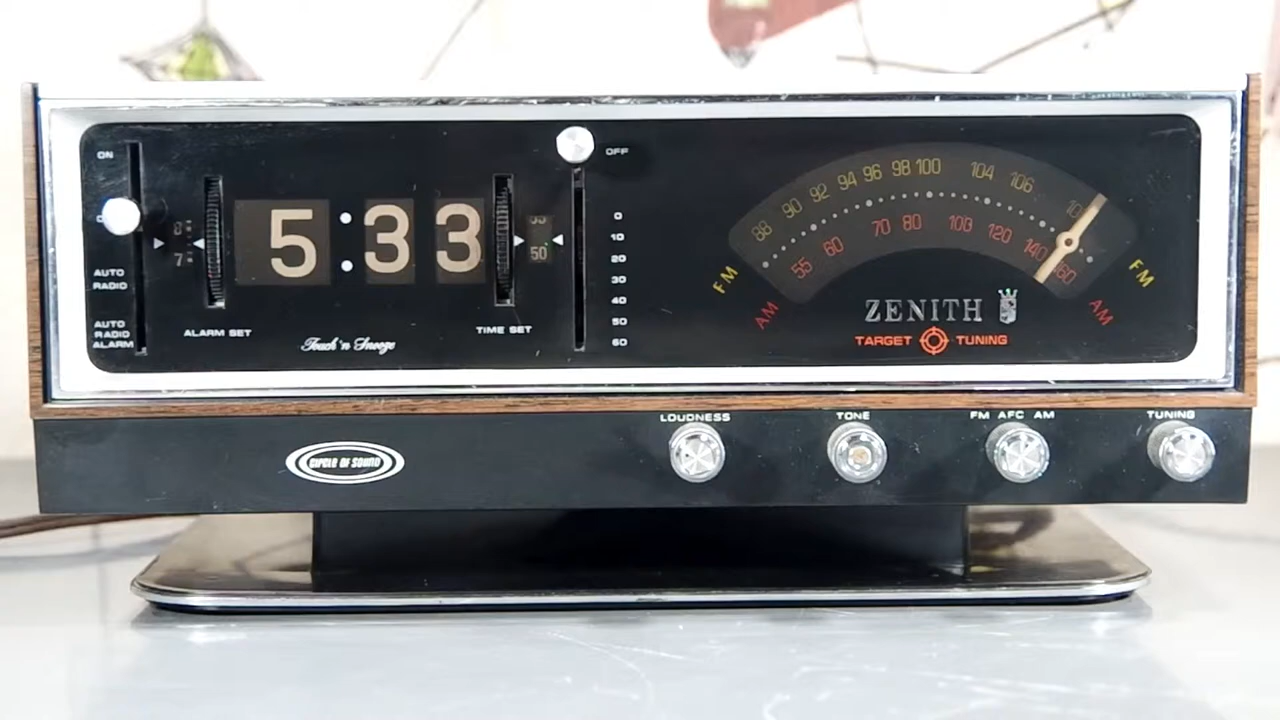 ON
OFF
AUTO
RADIO
AUTO
RADIO
ALARM
8
7
ALARM SET
5:33
Touch 'n Snooze
TIME SET
50
0
10
20
30
40
50
60
88 90 92 94 96 98 100 104 106
55 60 70 80 100 120 140
FM
AM
FM
AM
ZENITH
TARGET TUNING
CIRCLE OF SOUND
LOUDNESS
TONE
FM AFC AM
TUNING